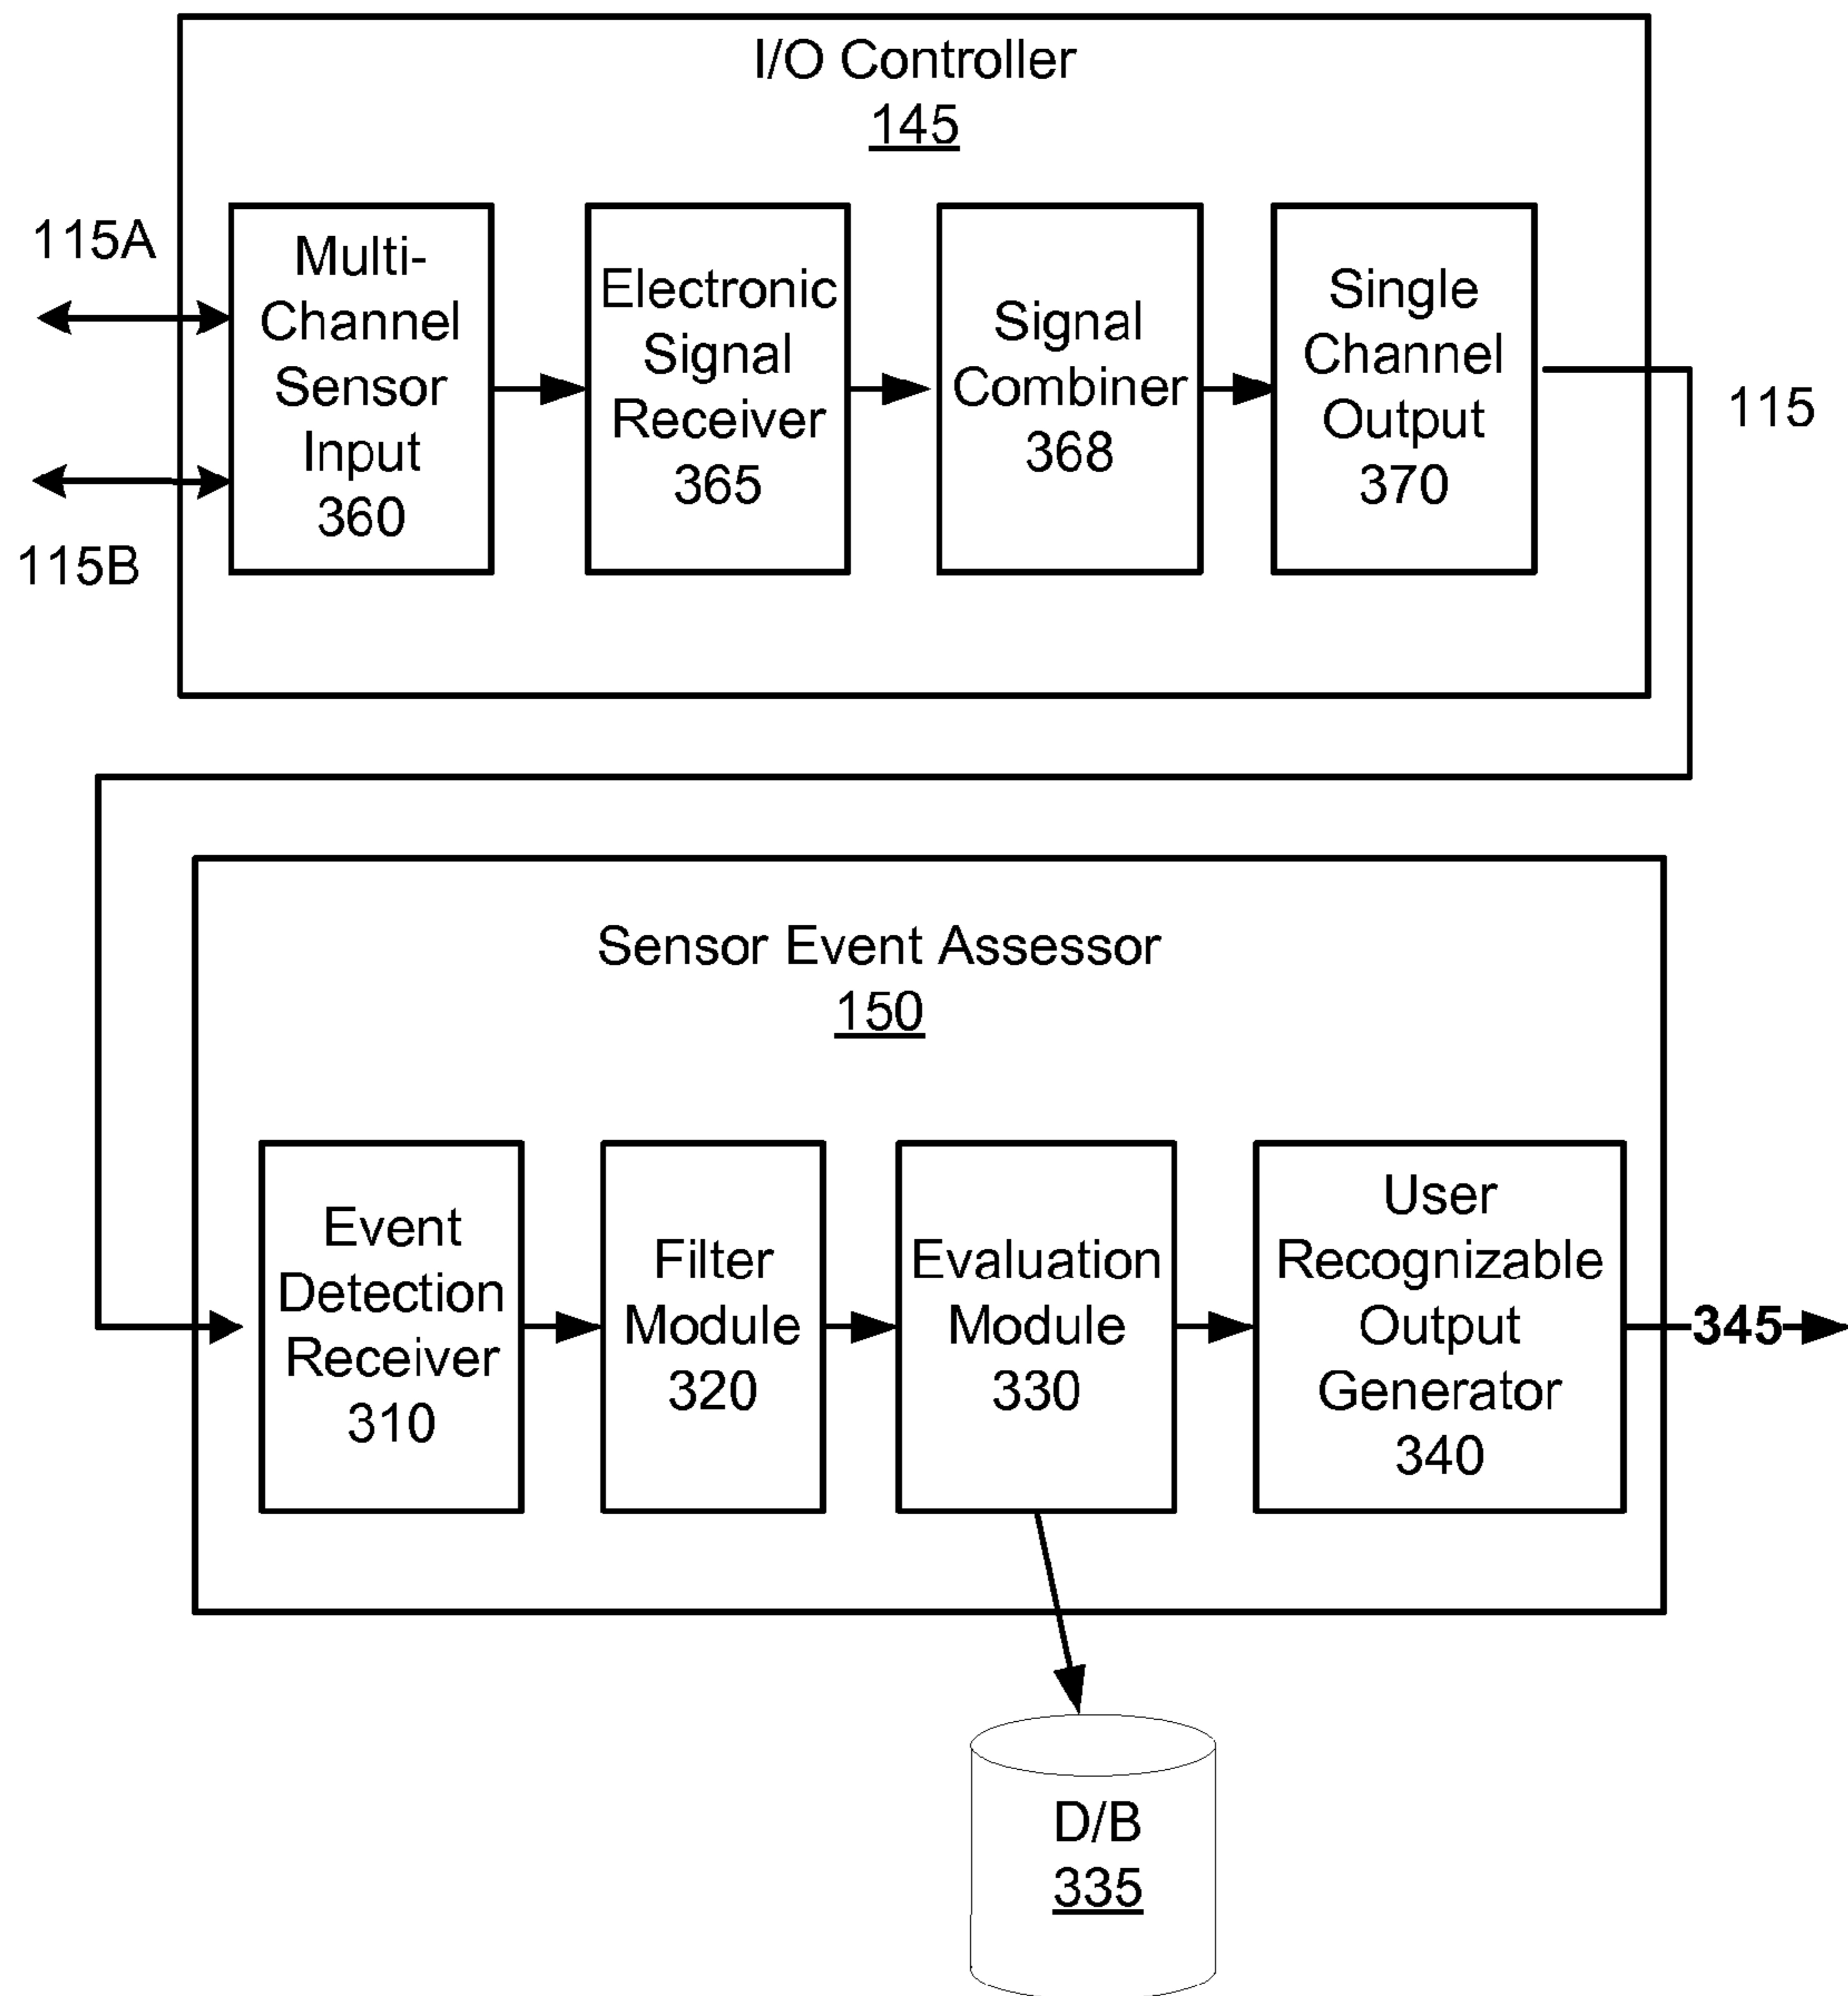 I/O Controller
145
115A
115B
Multi-
Channel
Sensor
Input
360
Electronic
Signal
Receiver
365
Signal
Combiner
368
Single
Channel
Output
370
115
Sensor Event Assessor
150
Event
Detection
Receiver
310
Filter
Module
320
Evaluation
Module
330
User
Recognizable
Output
Generator
340
345
D/B
335